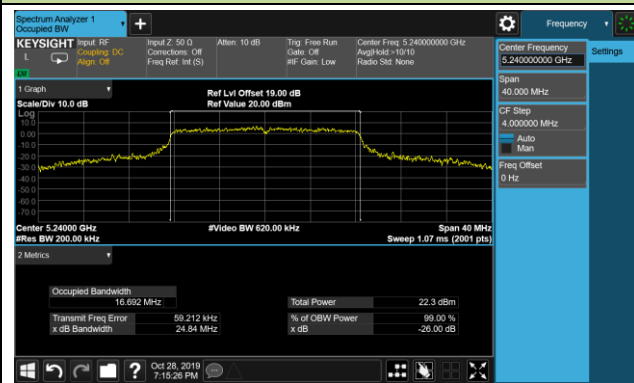 Spectrum Analyzer 1
Occupied BW
+
Frequency
KEYSIGHT
L
Input: RF
Coupling: DC
Align: Off
Input Z: 50 Ω
Corrections: Off
Freq Ref: Int (S)
Atten: 10 dB
Trig: Free Run
Gate: Off
#IF Gain: Low
Center Freq: 5.240000000 GHz
Avg|Hold:>10/10
Radio Std: None
Center Frequency
5.240000000 GHz
Settings
Span
40.000 MHz
CF Step
4.000000 MHz
Auto
Man
Freq Offset
0 Hz
1 Graph
Scale/Div 10.0 dB
Ref Lvl Offset 19.00 dB
Ref Value 20.00 dBm
Log
10.0
0.00
-10.0
-20.0
-30.0
-40.0
-50.0
-60.0
-70.0
Center 5.24000 GHz
#Res BW 200.00 kHz
#Video BW 620.00 kHz
Span 40 MHz
Sweep 1.07 ms (2001 pts)
2 Metrics
Occupied Bandwidth
16.692 MHz
Transmit Freq Error 59.212 kHz
x dB Bandwidth 24.84 MHz
Total Power 22.3 dBm
% of OBW Power 99.00 %
x dB -26.00 dB
?
Oct 28, 2019
7:15:26 PM